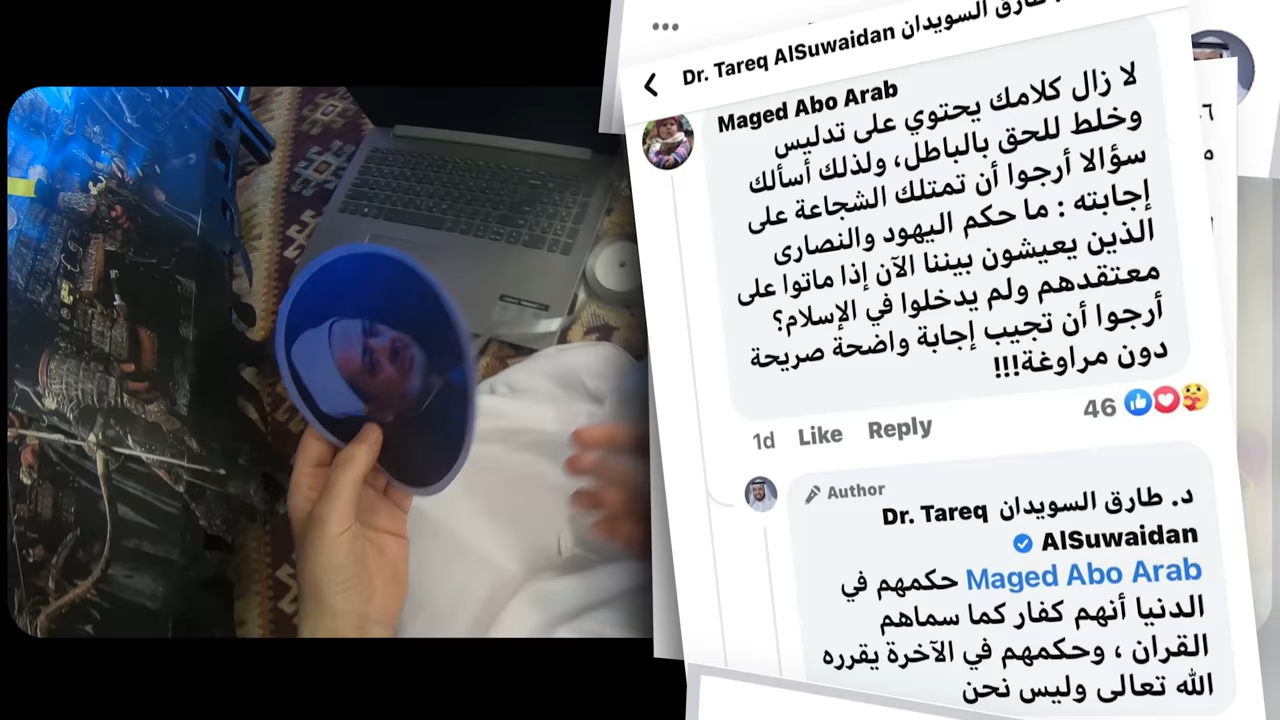 Dr. Tareq AlSuwaidan د. طارق السويدان
Maged Abo Arab
لا زال كلامك يحتوي على تدليس
وخلط للحق بالباطل، ولذلك أسألك
سؤالا أرجوا أن تمتلك الشجاعة على
إجابته : ما حكم اليهود والنصارى
الذين يعيشون بيننا الآن إذا ماتوا على
معتقدهم ولم يدخلوا في الإسلام؟
أرجوا أن تجيب إجابة واضحة صريحة
دون مراوغة!!!
1d Like Reply 46
Author
Dr. Tareq د. طارق السويدان
AlSuwaidan
Maged Abo Arab حكمهم في
الدنيا أنهم كفار كما سماهم
القران ، وحكمهم في الآخرة يقرره
الله تعالى وليس نحن